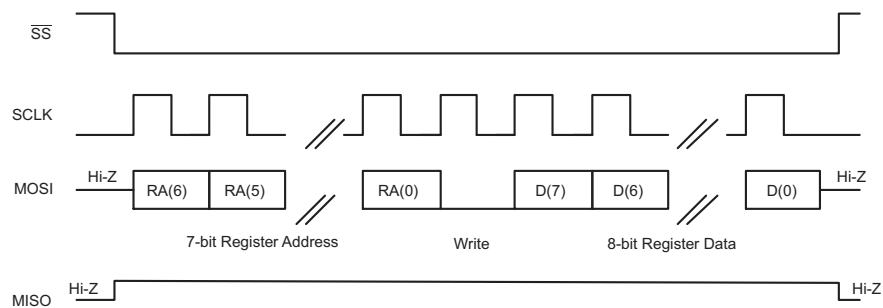 SS
SCLK
Hi-Z
MOSI
RA(6) RA(5) RA(0) D(7) D(6) D(0)
Hi-Z
7-bit Register Address Write 8-bit Register Data
Hi-Z
MISO
Hi-Z